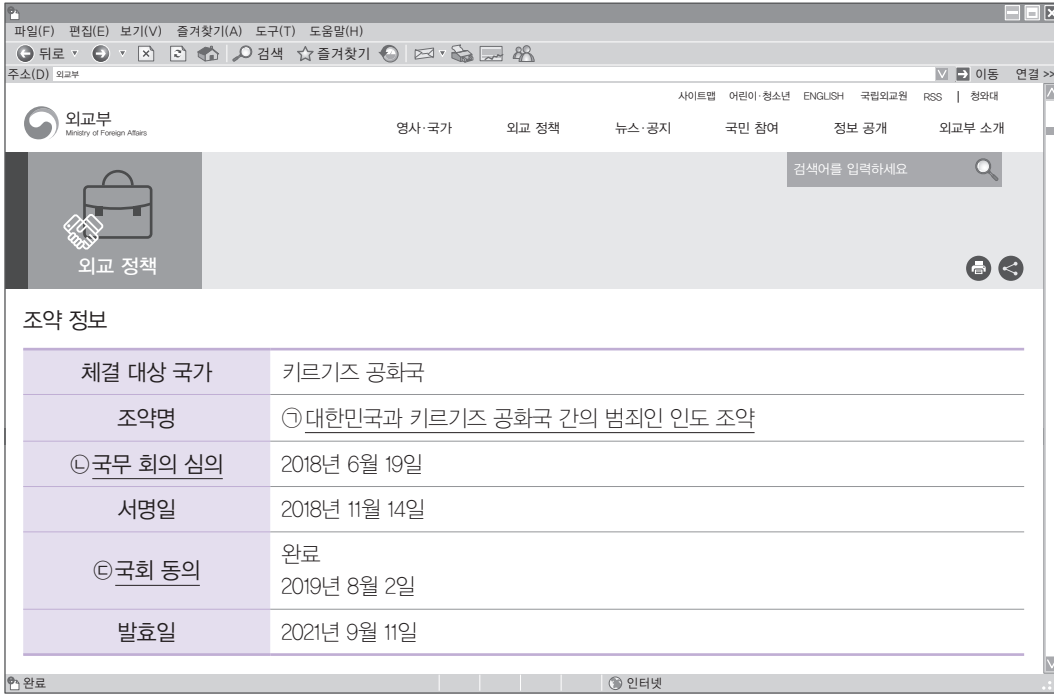 파일(F) 편집(E) 보기(V) 즐겨찾기(A) 도구(T) 도움말(H)
뒤로 검색 즐겨찾기
주소(D) 외교부 이동 연결 >>
사이트맵 어린이·청소년 ENGLISH 국립외교원 RSS | 청와대
외교부
Ministry of Foreign Affairs
영사·국가 외교 정책 뉴스·공지 국민 참여 정보 공개 외교부 소개
검색어를 입력하세요
외교 정책
조약 정보
체결 대상 국가 키르기즈 공화국
조약명 ㉠대한민국과 키르기즈 공화국 간의 범죄인 인도 조약
㉡국무 회의 심의 2018년 6월 19일
서명일 2018년 11월 14일
㉢국회 동의 완료
2019년 8월 2일
발효일 2021년 9월 11일
완료 인터넷